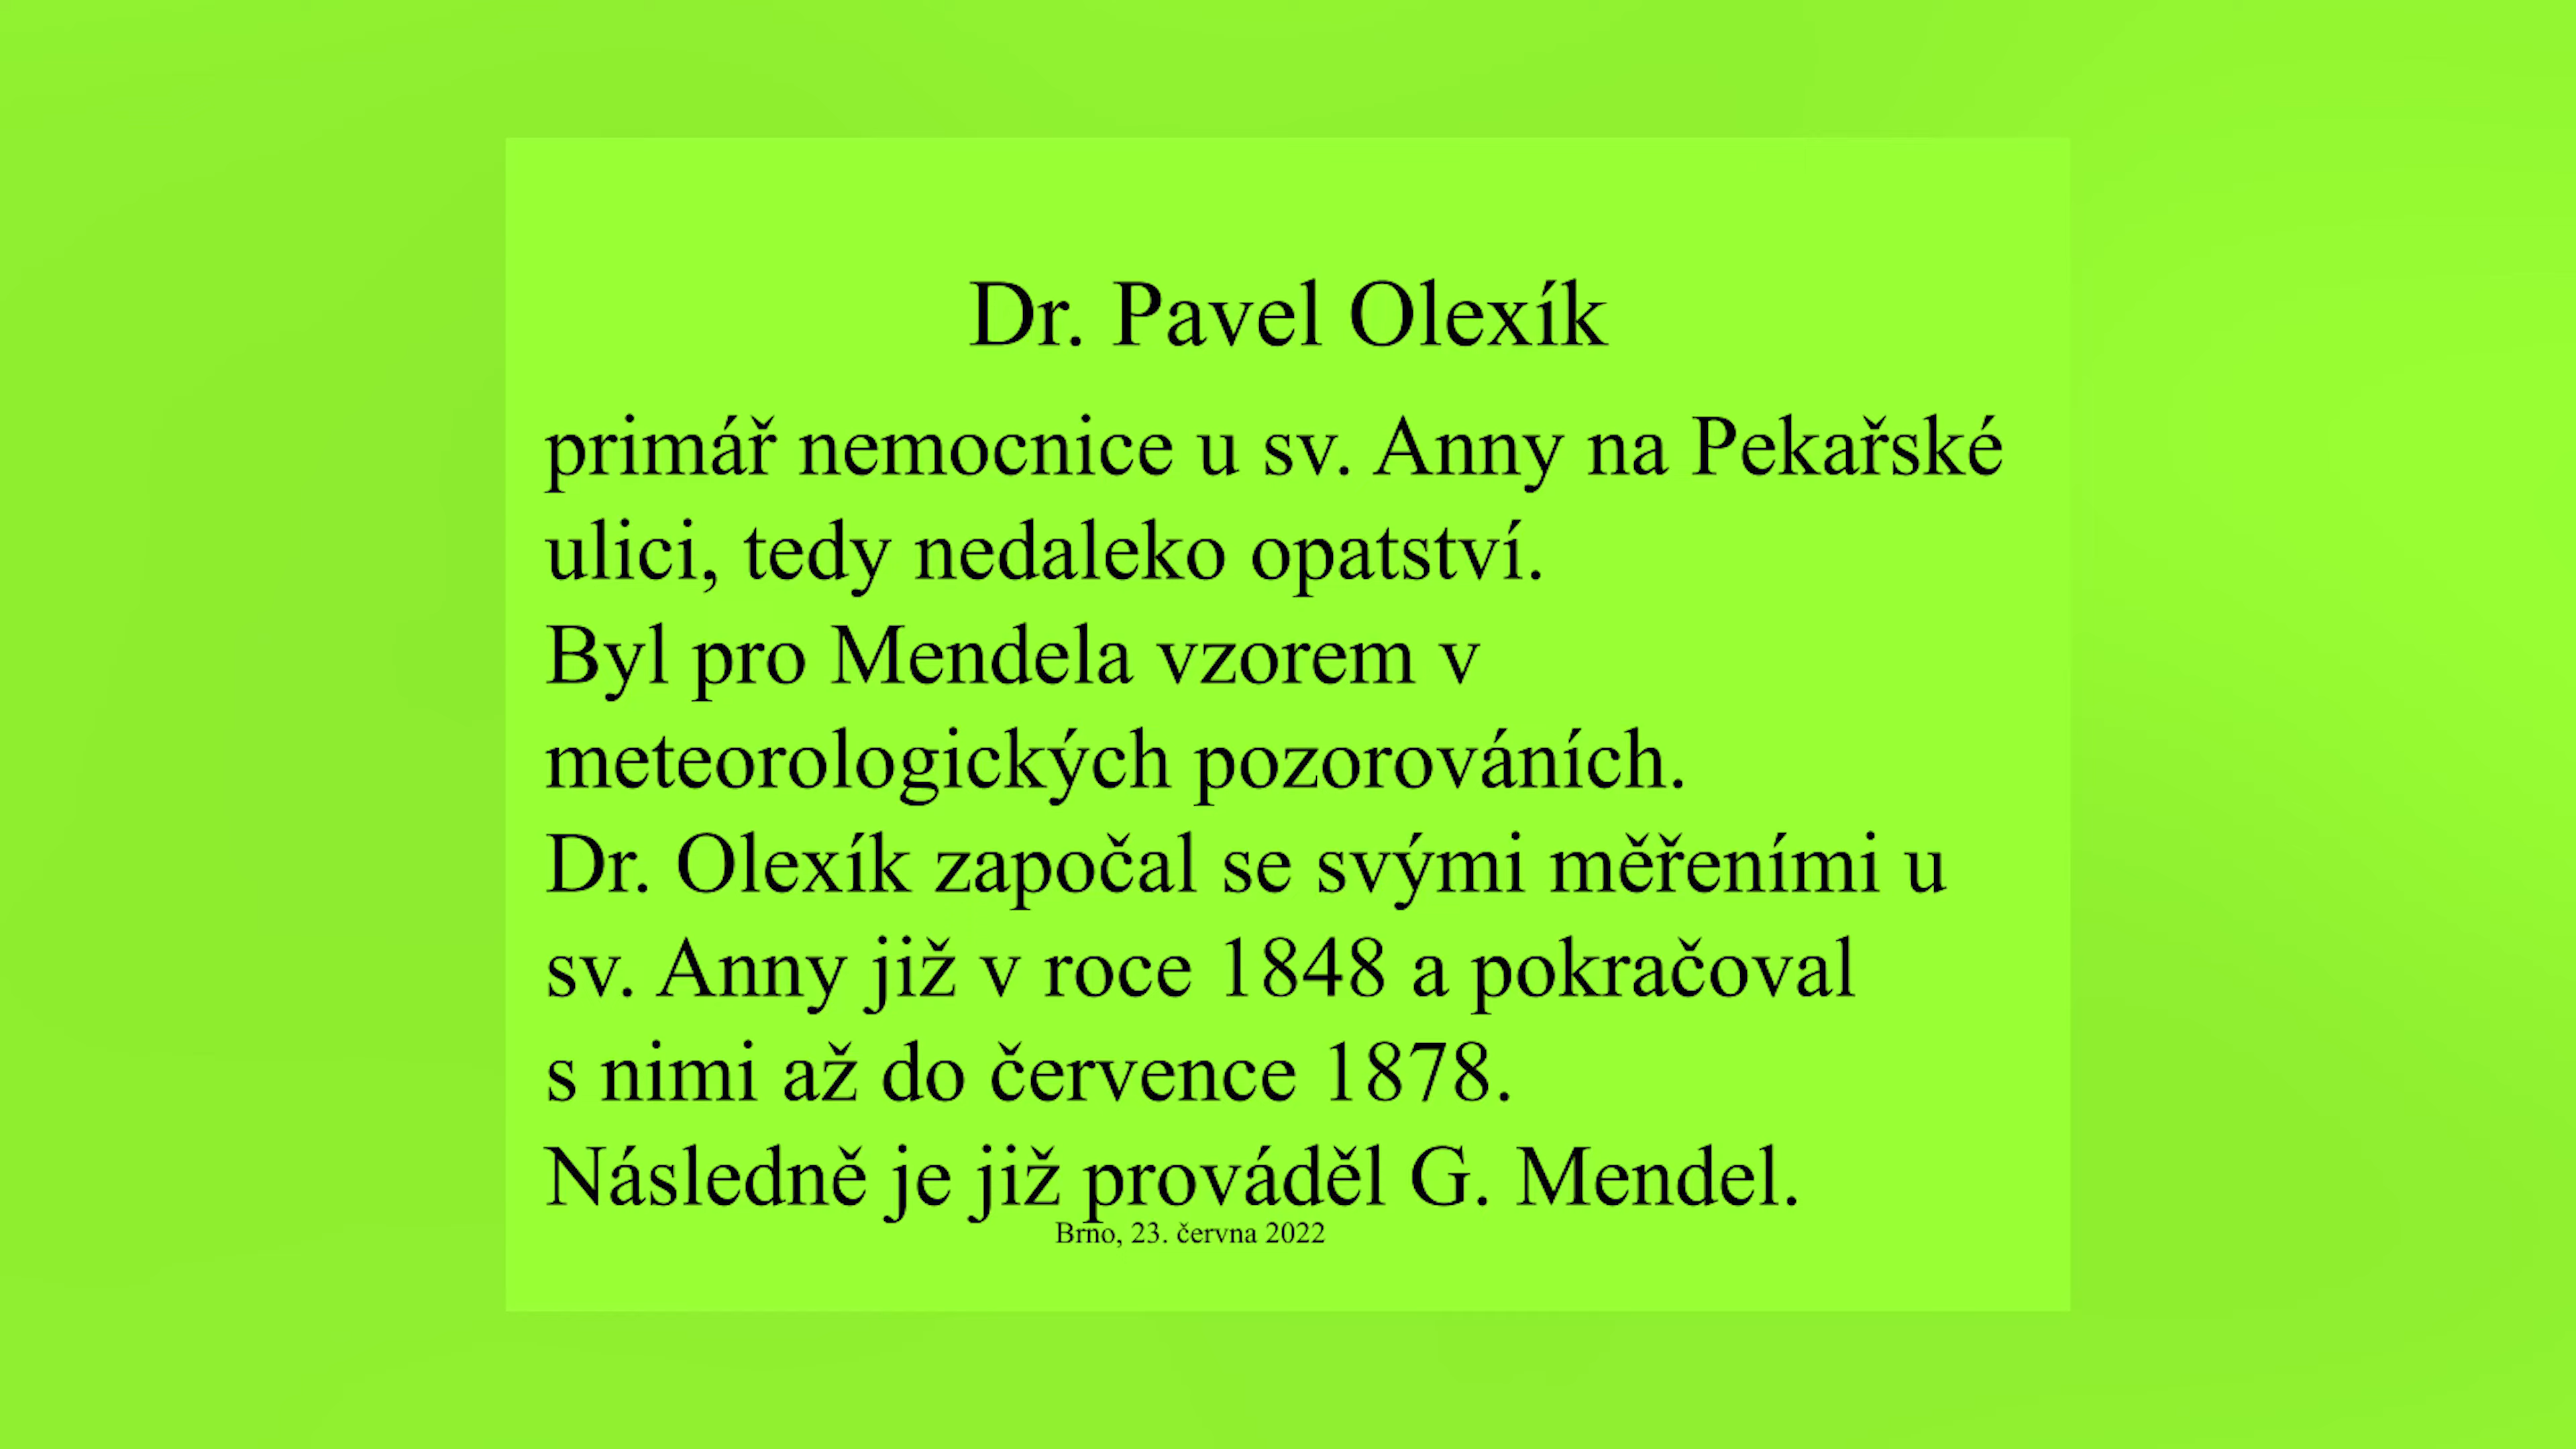 Dr. Pavel Olexík
primář nemocnice u sv. Anny na Pekařské
ulici, tedy nedaleko opatství.
Byl pro Mendela vzorem v
meteorologických pozorováních.
Dr. Olexík započal se svými měřeními u
sv. Anny již v roce 1848 a pokračoval
s nimi až do července 1878.
Následně je již prováděl G. Mendel.
Brno, 23. června 2022